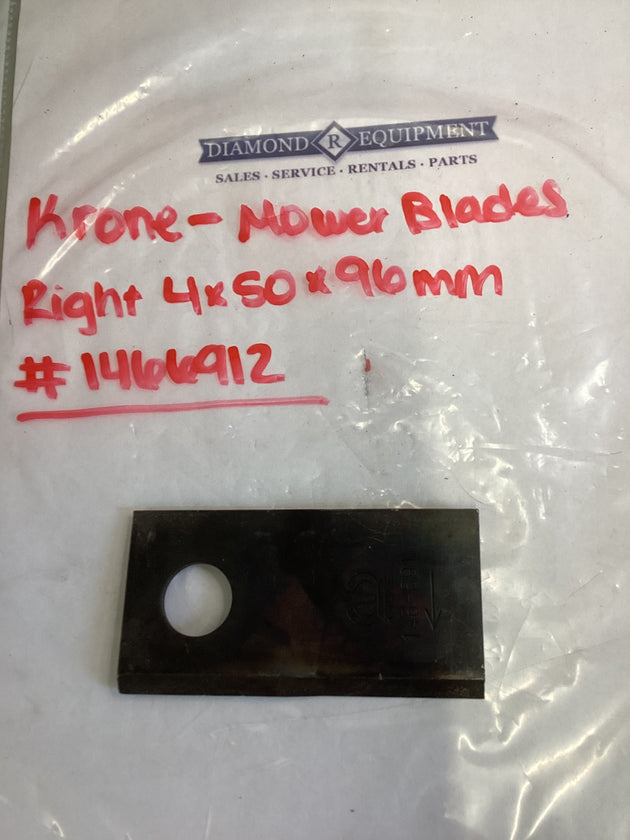 DIAMOND R EQUIPMENT
SALES · SERVICE · RENTALS · PARTS
Krone - Mower Blades
Right 4x50x96mm
#1466912